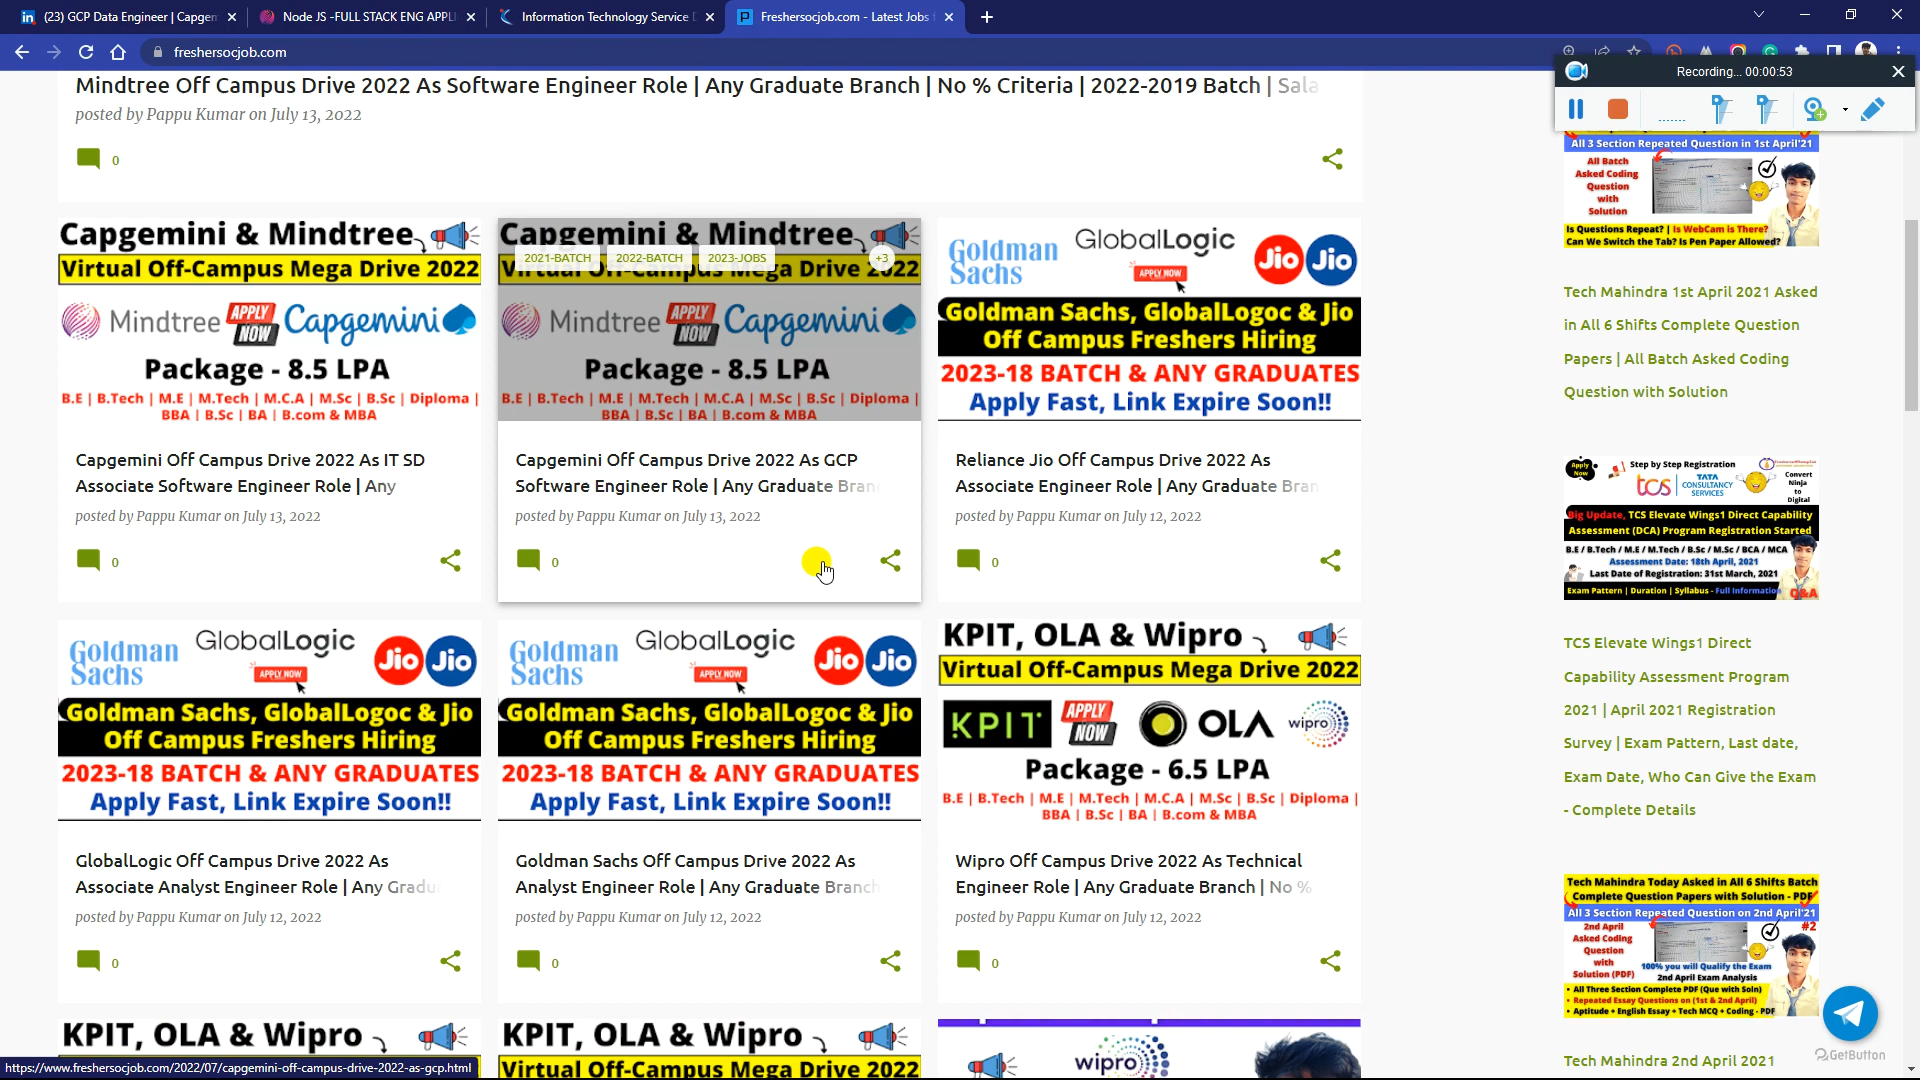 (23) GCP Data Engineer | Capgem
Node JS -FULL STACK ENG APPLI
Information Technology Service D
Freshersocjob.com - Latest Jobs f
freshersocjob.com
Recording... 00:00:53
Mindtree Off Campus Drive 2022 As Software Engineer Role | Any Graduate Branch | No % Criteria | 2022-2019 Batch | Sala
posted by Pappu Kumar on July 13, 2022
0
Capgemini & Mindtree
Virtual Off-Campus Mega Drive 2022
Mindtree APPLY NOW Capgemini
Package - 8.5 LPA
B.E | B.Tech | M.E | M.Tech | M.C.A | M.Sc | B.Sc | Diploma |
BBA | B.Sc | BA | B.com & MBA
Capgemini Off Campus Drive 2022 As IT SD
Associate Software Engineer Role | Any
posted by Pappu Kumar on July 13, 2022
0
Capgemini & Mindtree
2021-BATCH 2022-BATCH 2023-JOBS +3
Virtual Off-Campus Mega Drive 2022
Mindtree APPLY NOW Capgemini
Package - 8.5 LPA
B.E | B.Tech | M.E | M.Tech | M.C.A | M.Sc | B.Sc | Diploma |
BBA | B.Sc | BA | B.com & MBA
Capgemini Off Campus Drive 2022 As GCP
Software Engineer Role | Any Graduate Bran
posted by Pappu Kumar on July 13, 2022
0
Goldman Sachs GlobalLogic Jio Jio
APPLY NOW
Goldman Sachs, GlobalLogoc & Jio
Off Campus Freshers Hiring
2023-18 BATCH & ANY GRADUATES
Apply Fast, Link Expire Soon!!
Reliance Jio Off Campus Drive 2022 As
Associate Engineer Role | Any Graduate Bran
posted by Pappu Kumar on July 12, 2022
0
Goldman Sachs GlobalLogic Jio Jio
APPLY NOW
Goldman Sachs, GlobalLogoc & Jio
Off Campus Freshers Hiring
2023-18 BATCH & ANY GRADUATES
Apply Fast, Link Expire Soon!!
GlobalLogic Off Campus Drive 2022 As
Associate Analyst Engineer Role | Any Gradu
posted by Pappu Kumar on July 12, 2022
0
Goldman Sachs GlobalLogic Jio Jio
APPLY NOW
Goldman Sachs, GlobalLogoc & Jio
Off Campus Freshers Hiring
2023-18 BATCH & ANY GRADUATES
Apply Fast, Link Expire Soon!!
Goldman Sachs Off Campus Drive 2022 As
Analyst Engineer Role | Any Graduate Branch
posted by Pappu Kumar on July 12, 2022
0
KPIT, OLA & Wipro
Virtual Off-Campus Mega Drive 2022
KPIT APPLY NOW OLA wipro
Package - 6.5 LPA
B.E | B.Tech | M.E | M.Tech | M.C.A | M.Sc | B.Sc | Diploma |
BBA | B.Sc | BA | B.com & MBA
Wipro Off Campus Drive 2022 As Technical
Engineer Role | Any Graduate Branch | No %
posted by Pappu Kumar on July 12, 2022
0
KPIT, OLA & Wipro
Virtual Off-Campus Mega Drive 2022
KPIT, OLA & Wipro
Virtual Off-Campus Mega Drive 2022
wipro
https://www.freshersocjob.com/2022/07/capgemini-off-campus-drive-2022-as-gcp.html
All 3 Section Repeated Question in 1st April'21
All Batch
Asked Coding
Question
with
Solution
Is Questions Repeat? | Is WebCam is There?
Can We Switch the Tab? Is Pen Paper Allowed?
Tech Mahindra 1st April 2021 Asked
in All 6 Shifts Complete Question
Papers | All Batch Asked Coding
Question with Solution
Apply Now
Step by Step Registration
tcs TATA CONSULTANCY SERVICES
Convert
Ninja
to
Digital
Big Update, TCS Elevate Wings1 Direct Capability
Assessment (DCA) Program Registration Started
B.E / B.Tech / M.E / M.Tech / B.Sc / M.Sc / BCA / MCA
Assessment Date: 18th April, 2021
Last Date of Registration: 31st March, 2021
Exam Pattern | Duration | Syllabus - Full Information
Q&A
TCS Elevate Wings1 Direct
Capability Assessment Program
2021 | April 2021 Registration
Survey | Exam Pattern, Last date,
Exam Date, Who Can Give the Exam
- Complete Details
Tech Mahindra Today Asked in All 6 Shifts Batch
Complete Question Papers with Solution - PDF
All 3 Section Repeated Question on 2nd April'21
#2
2nd April
Asked Coding
Question
with
Solution (PDF)
100% you will Qualify the Exam
2nd April Exam Analysis
• All Three Section Complete PDF (Que with Soln)
• Repeated Essay Questions on (1st & 2nd April)
• Aptitude + English Essay + Tech MCQ + Coding - PDF
GetButton
Tech Mahindra 2nd April 2021